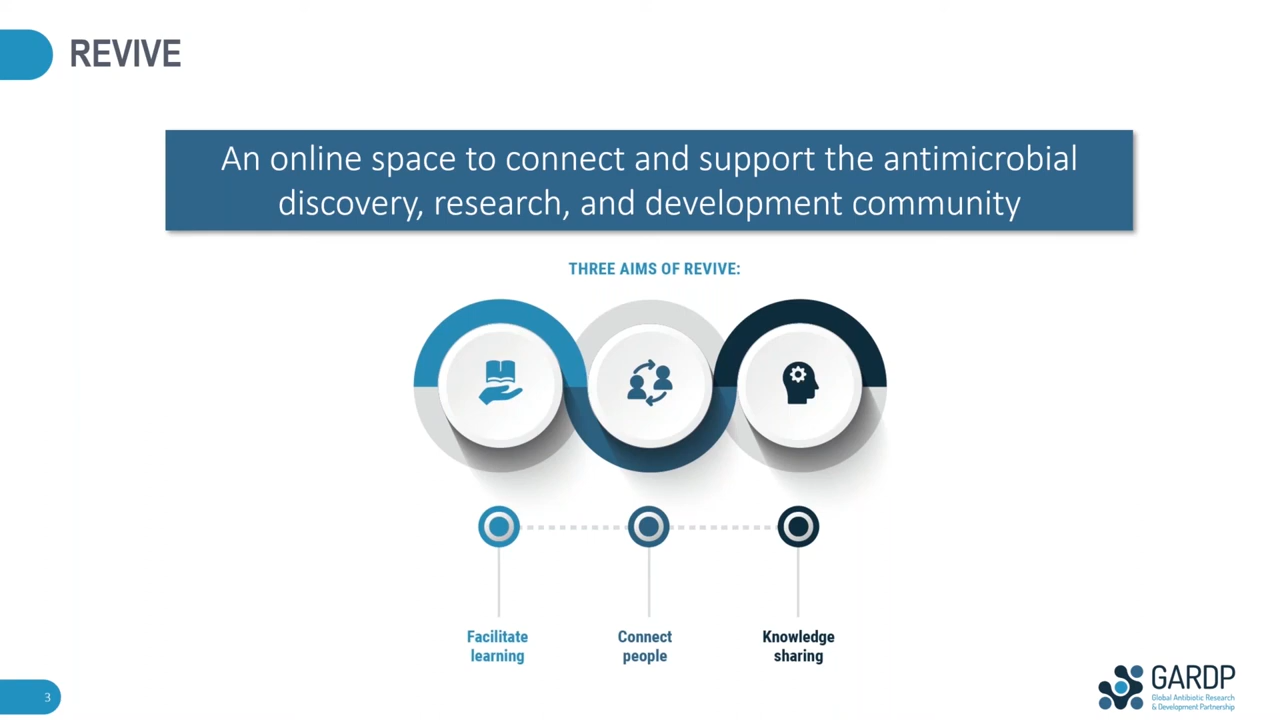 REVIVE
An online space to connect and support the antimicrobial
discovery, research, and development community
THREE AIMS OF REVIVE:
Facilitate
learning
Connect
people
Knowledge
sharing
3
GARDP
Global Antibiotic Research
& Development Partnership